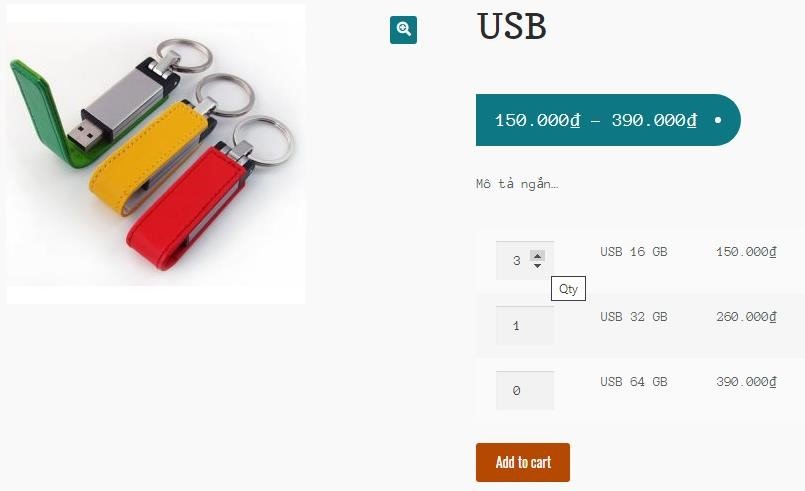 USB
150.000₫ – 390.000₫
Mô tả ngắn…
3 USB 16 GB 150.000₫
Qty
1 USB 32 GB 260.000₫
0 USB 64 GB 390.000₫
Add to cart